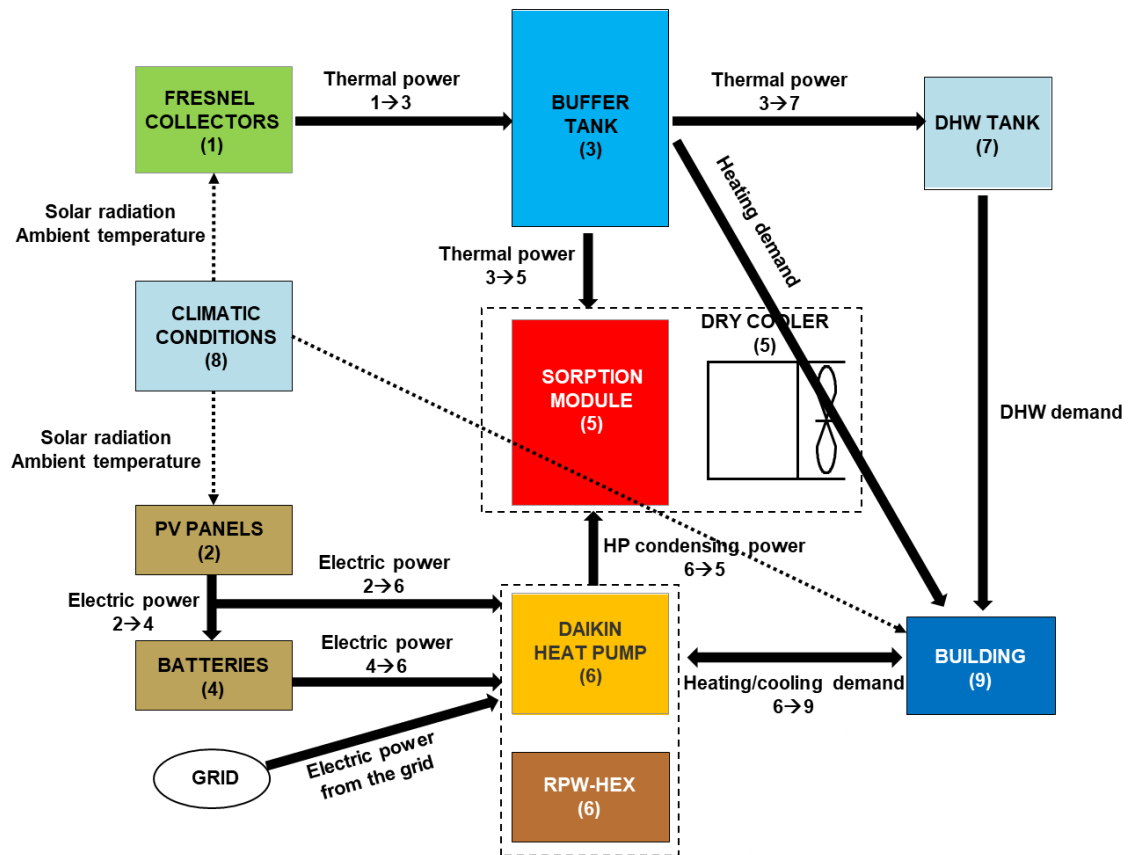 FRESNEL
COLLECTORS
(1)
Thermal power
1→3
BUFFER
TANK
(3)
Thermal power
3→7
DHW TANK
(7)
Solar radiation
Ambient temperature
Heating demand
Thermal power
3→5
CLIMATIC
CONDITIONS
(8)
DRY COOLER
(5)
SORPTION
MODULE
(5)
DHW demand
Solar radiation
Ambient temperature
PV PANELS
(2)
HP condensing power
6→5
Electric power
2→6
Electric power
2→4
DAIKIN
HEAT PUMP
(6)
BATTERIES
(4)
Electric power
4→6
BUILDING
(9)
Heating/cooling demand
6→9
GRID
Electric power
from the grid
RPW-HEX
(6)